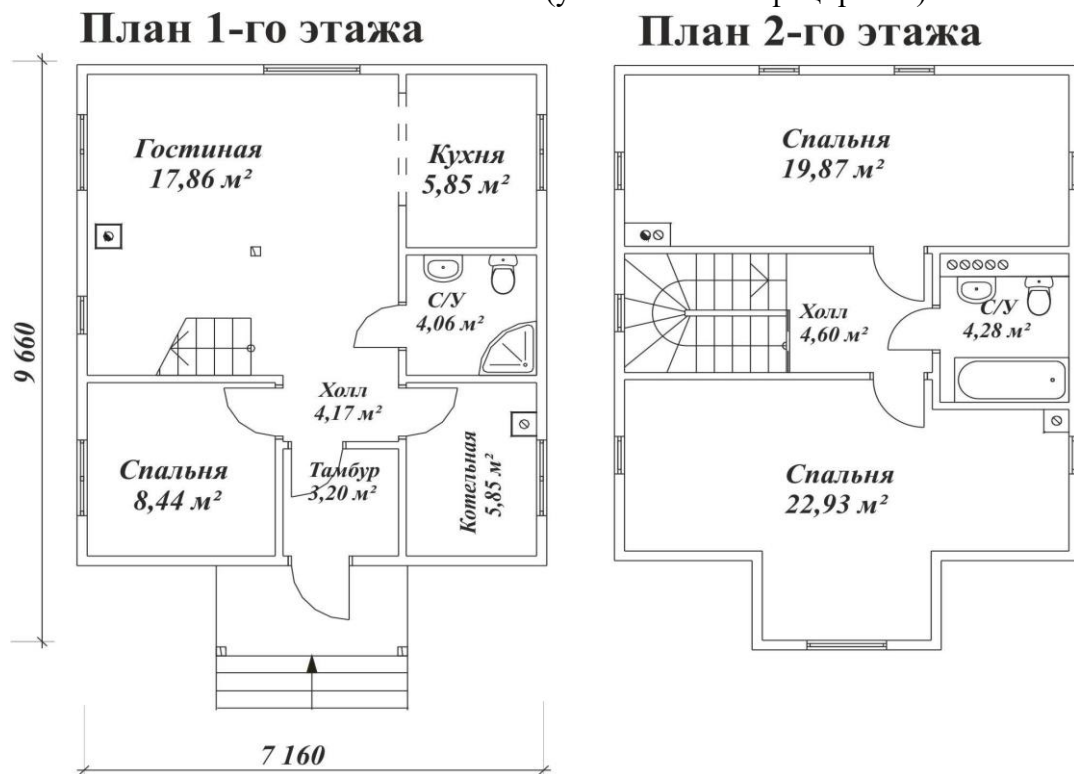 План 1-го этажа
План 2-го этажа
Гостиная
17,86 м²
Кухня
5,85 м²
С/У
4,06 м²
Холл
4,17 м²
Спальня
8,44 м²
Тамбур
3,20 м²
Котельная
5,85 м²
9 660
7 160
Спальня
19,87 м²
Холл
4,60 м²
С/У
4,28 м²
Спальня
22,93 м²